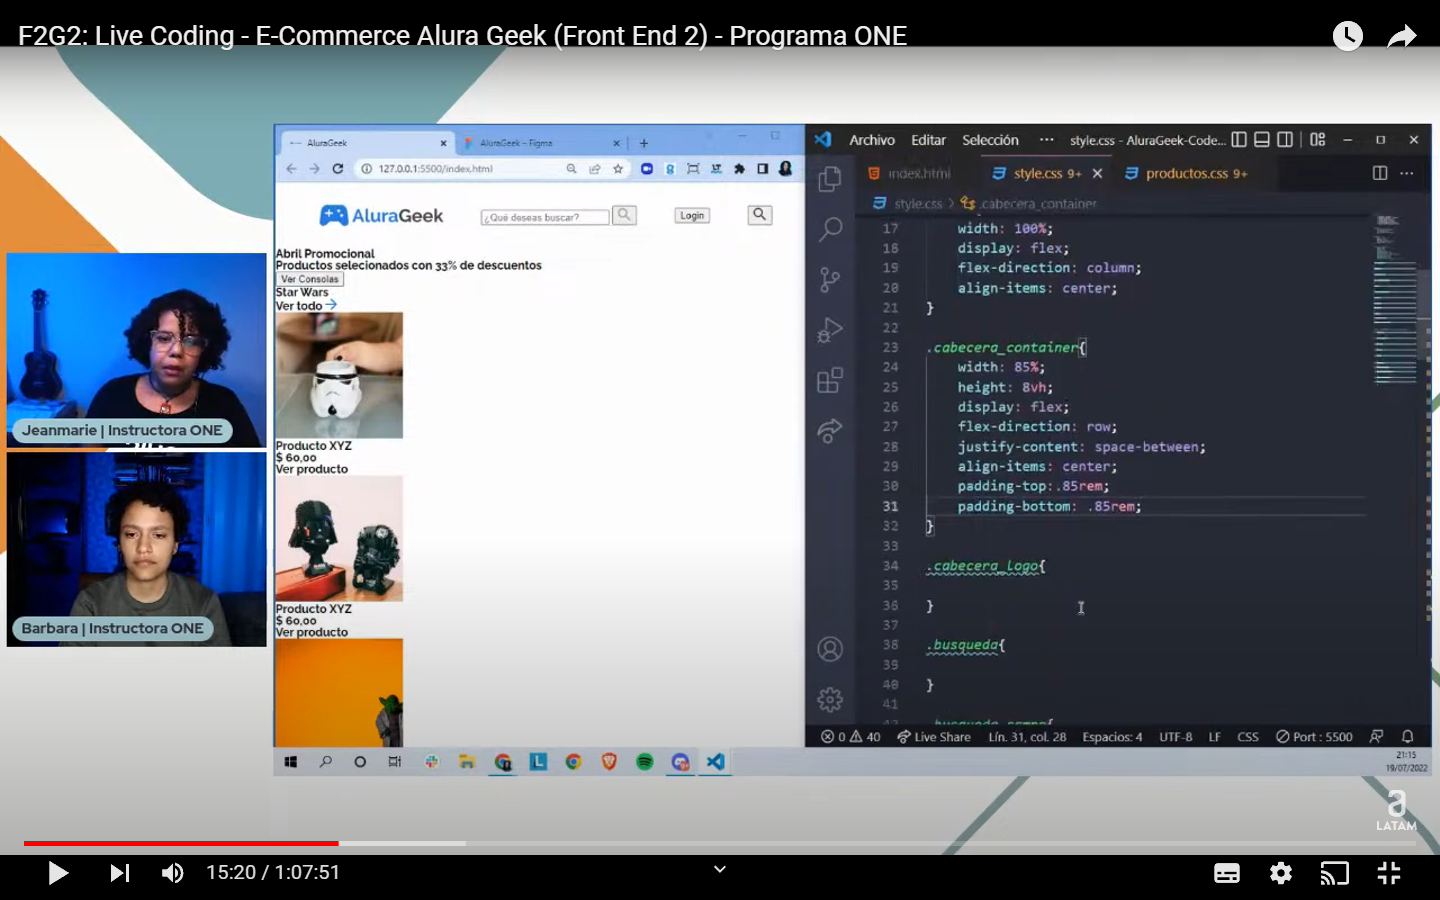 F2G2: Live Coding - E-Commerce Alura Geek (Front End 2) - Programa ONE
AluraGeek
AluraGeek – Figma
127.0.0.1:5500/index.html
AluraGeek
¿Qué deseas buscar?
Login
Abril Promocional
Productos selecionados con 33% de descuentos
Ver Consolas
Star Wars
Ver todo
Producto XYZ
$ 60,00
Ver producto
Producto XYZ
$ 60,00
Ver producto
Jeanmarie | Instructora ONE
Barbara | Instructora ONE
Archivo Editar Selección ··· style.css - AluraGeek-Code...
index.html style.css 9+ productos.css 9+
style.css > .cabecera_container
17 width: 100%;
18 display: flex;
19 flex-direction: column;
20 align-items: center;
21 }
22
23 .cabecera_container{
24 width: 85%;
25 height: 8vh;
26 display: flex;
27 flex-direction: row;
28 justify-content: space-between;
29 align-items: center;
30 padding-top:.85rem;
31 padding-bottom: .85rem;
32 }
33
34 .cabecera_logo{
35
36 }
37
38 .busqueda{
39
40 }
41
0 40 Live Share Lín. 31, col. 28 Espacios: 4 UTF-8 LF CSS Port : 5500
21:15
19/07/2022
a
LATAM
15:20 / 1:07:51